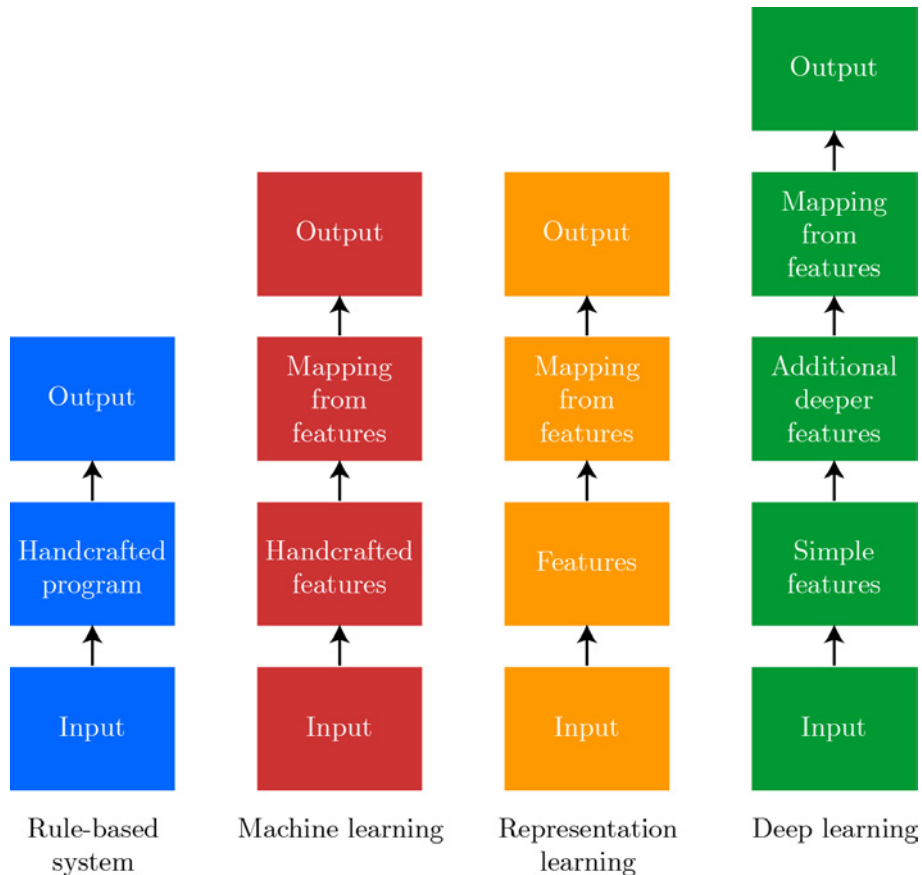 Output
Output
Output
Mapping
from
features
Output
Mapping
from
features
Mapping
from
features
Additional
deeper
features
Handcrafted
program
Handcrafted
features
Features
Simple
features
Input
Input
Input
Input
Rule-based
system
Machine learning
Representation
learning
Deep learning